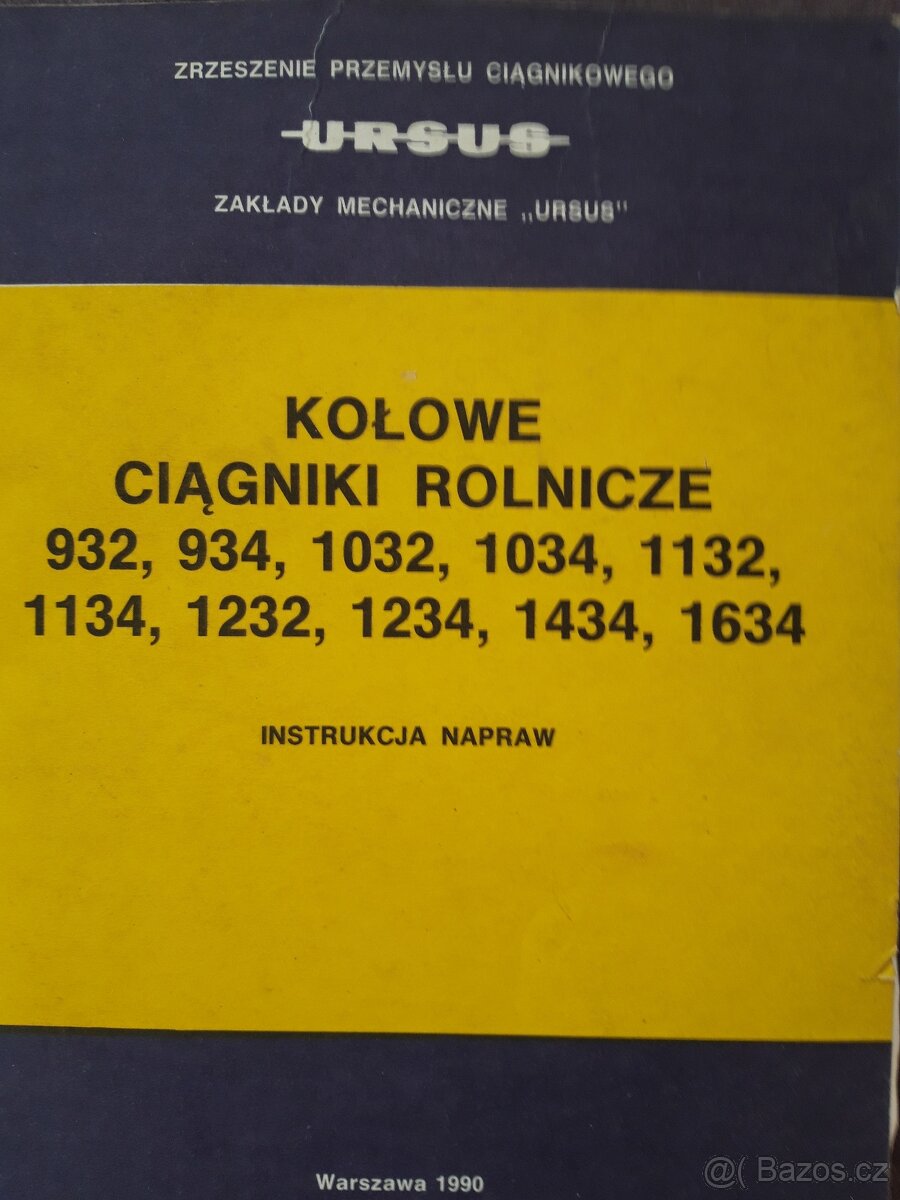 ZRZESZENIE PRZEMYSŁU CIĄGNIKOWEGO
URSUS
ZAKŁADY MECHANICZNE „URSUS"
KOŁOWE
CIĄGNIKI ROLNICZE
932, 934, 1032, 1034, 1132,
1134, 1232, 1234, 1434, 1634
INSTRUKCJA NAPRAW
Warszawa 1990
@( Bazos.cz